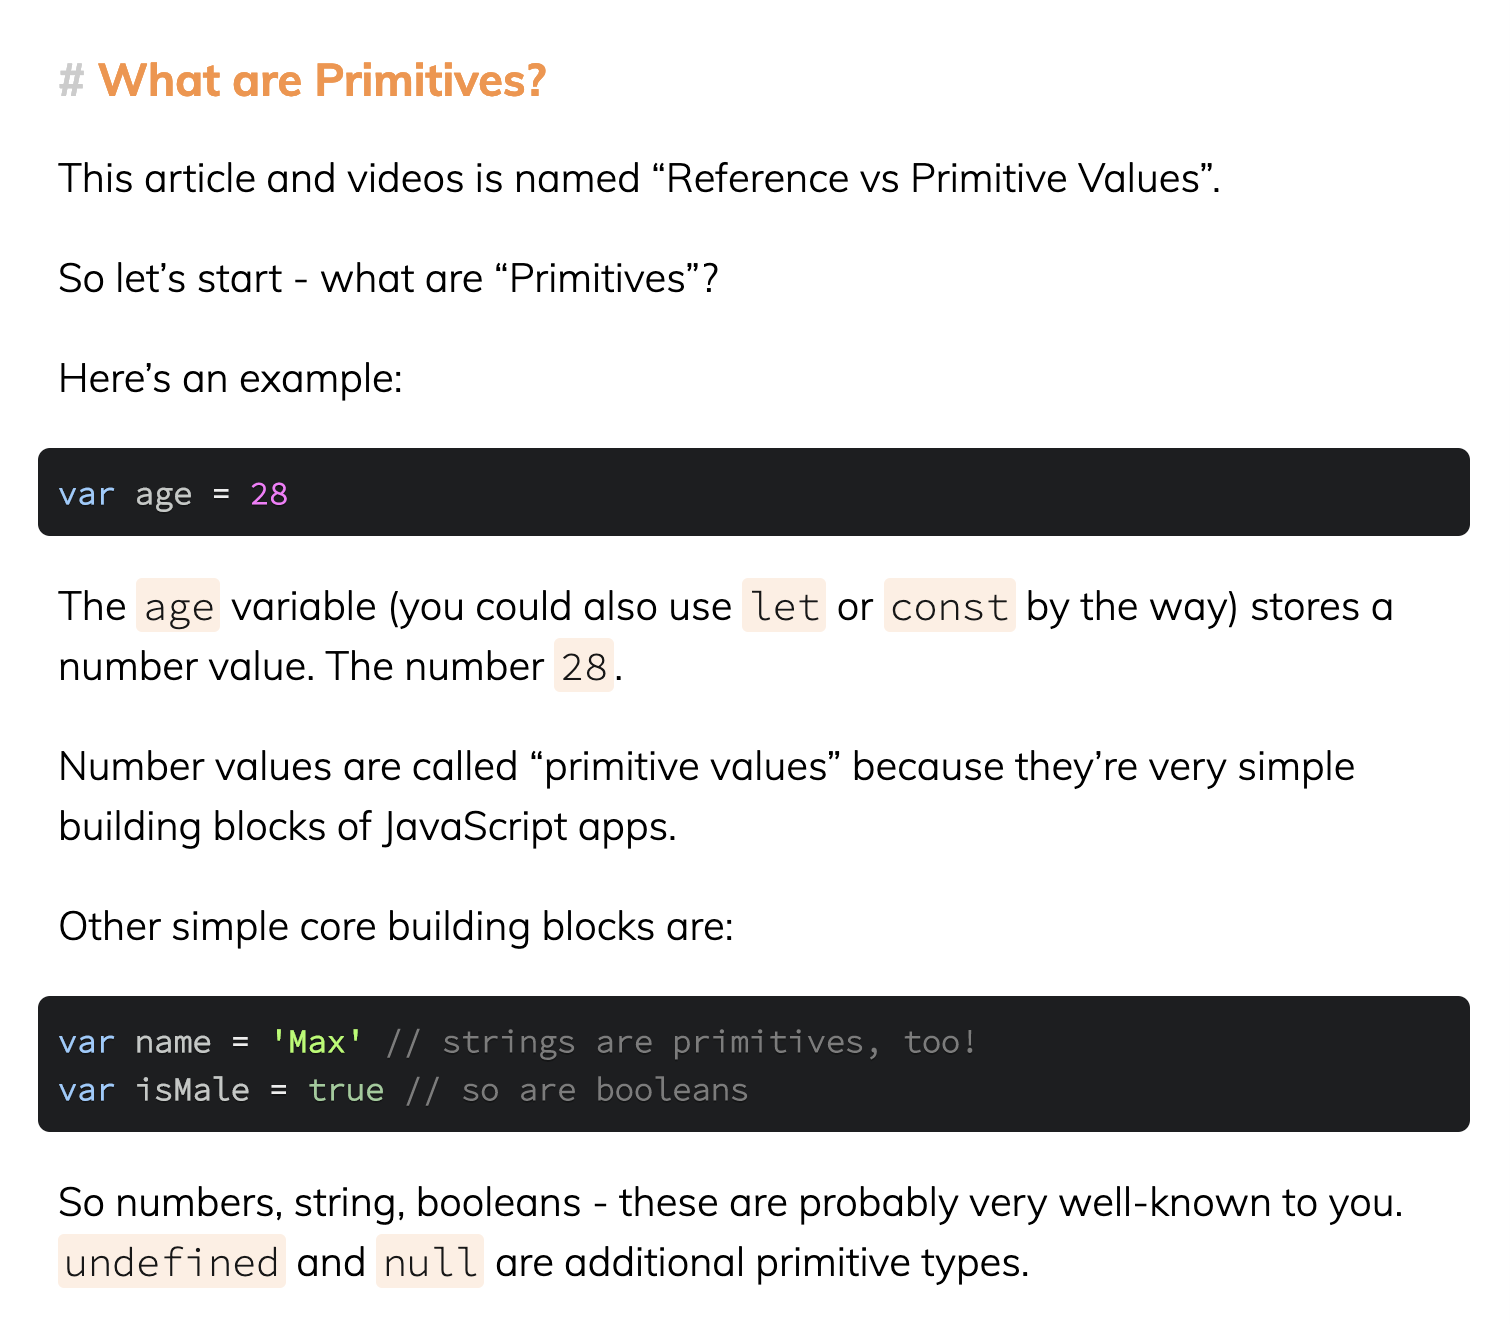 # What are Primitives?
This article and videos is named “Reference vs Primitive Values”.
So let’s start - what are “Primitives”?
Here’s an example:
var age = 28
The age variable (you could also use let or const by the way) stores a
number value. The number 28.
Number values are called “primitive values” because they’re very simple
building blocks of JavaScript apps.
Other simple core building blocks are:
var name = 'Max' // strings are primitives, too!
var isMale = true // so are booleans
So numbers, string, booleans - these are probably very well-known to you.
undefined and null are additional primitive types.